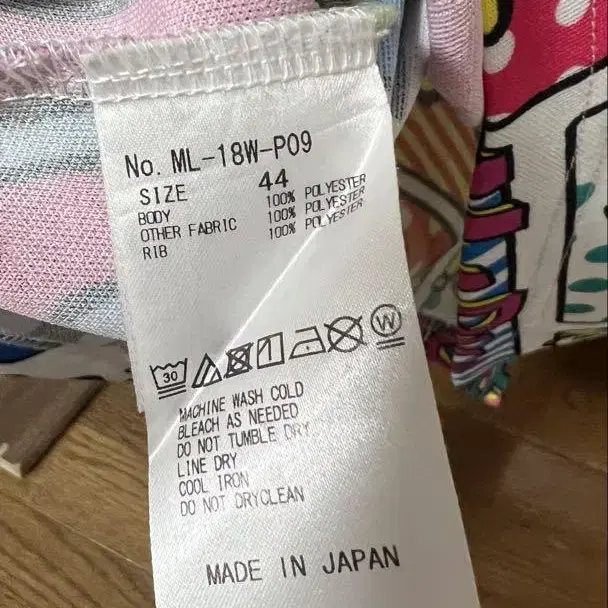 No. ML-18W-P09
SIZE 44
BODY 100% POLYESTER
OTHER FABRIC 100% POLYESTER
RIB 100% POLYESTER
30 W
MACHINE WASH COLD
BLEACH AS NEEDED
DO NOT TUMBLE DRY
LINE DRY
COOL IRON
DO NOT DRYCLEAN
MADE IN JAPAN